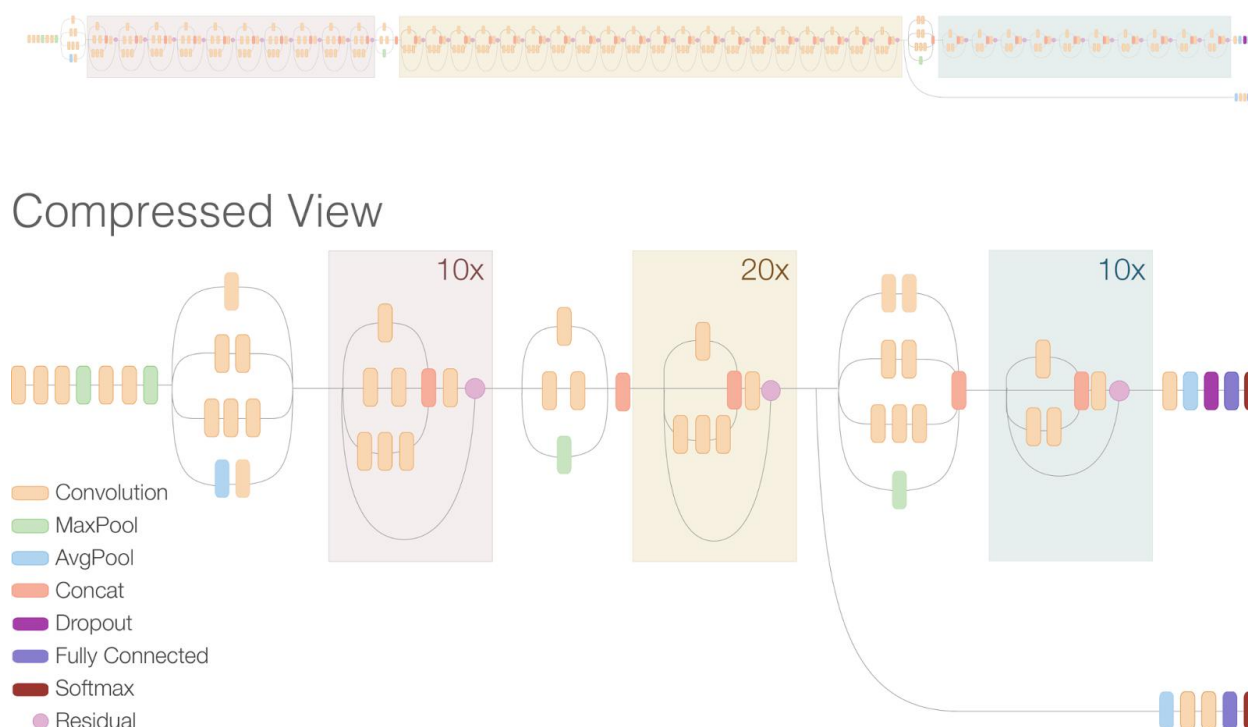 Compressed View
10x
20x
10x
Convolution
MaxPool
AvgPool
Concat
Dropout
Fully Connected
Softmax
Residual